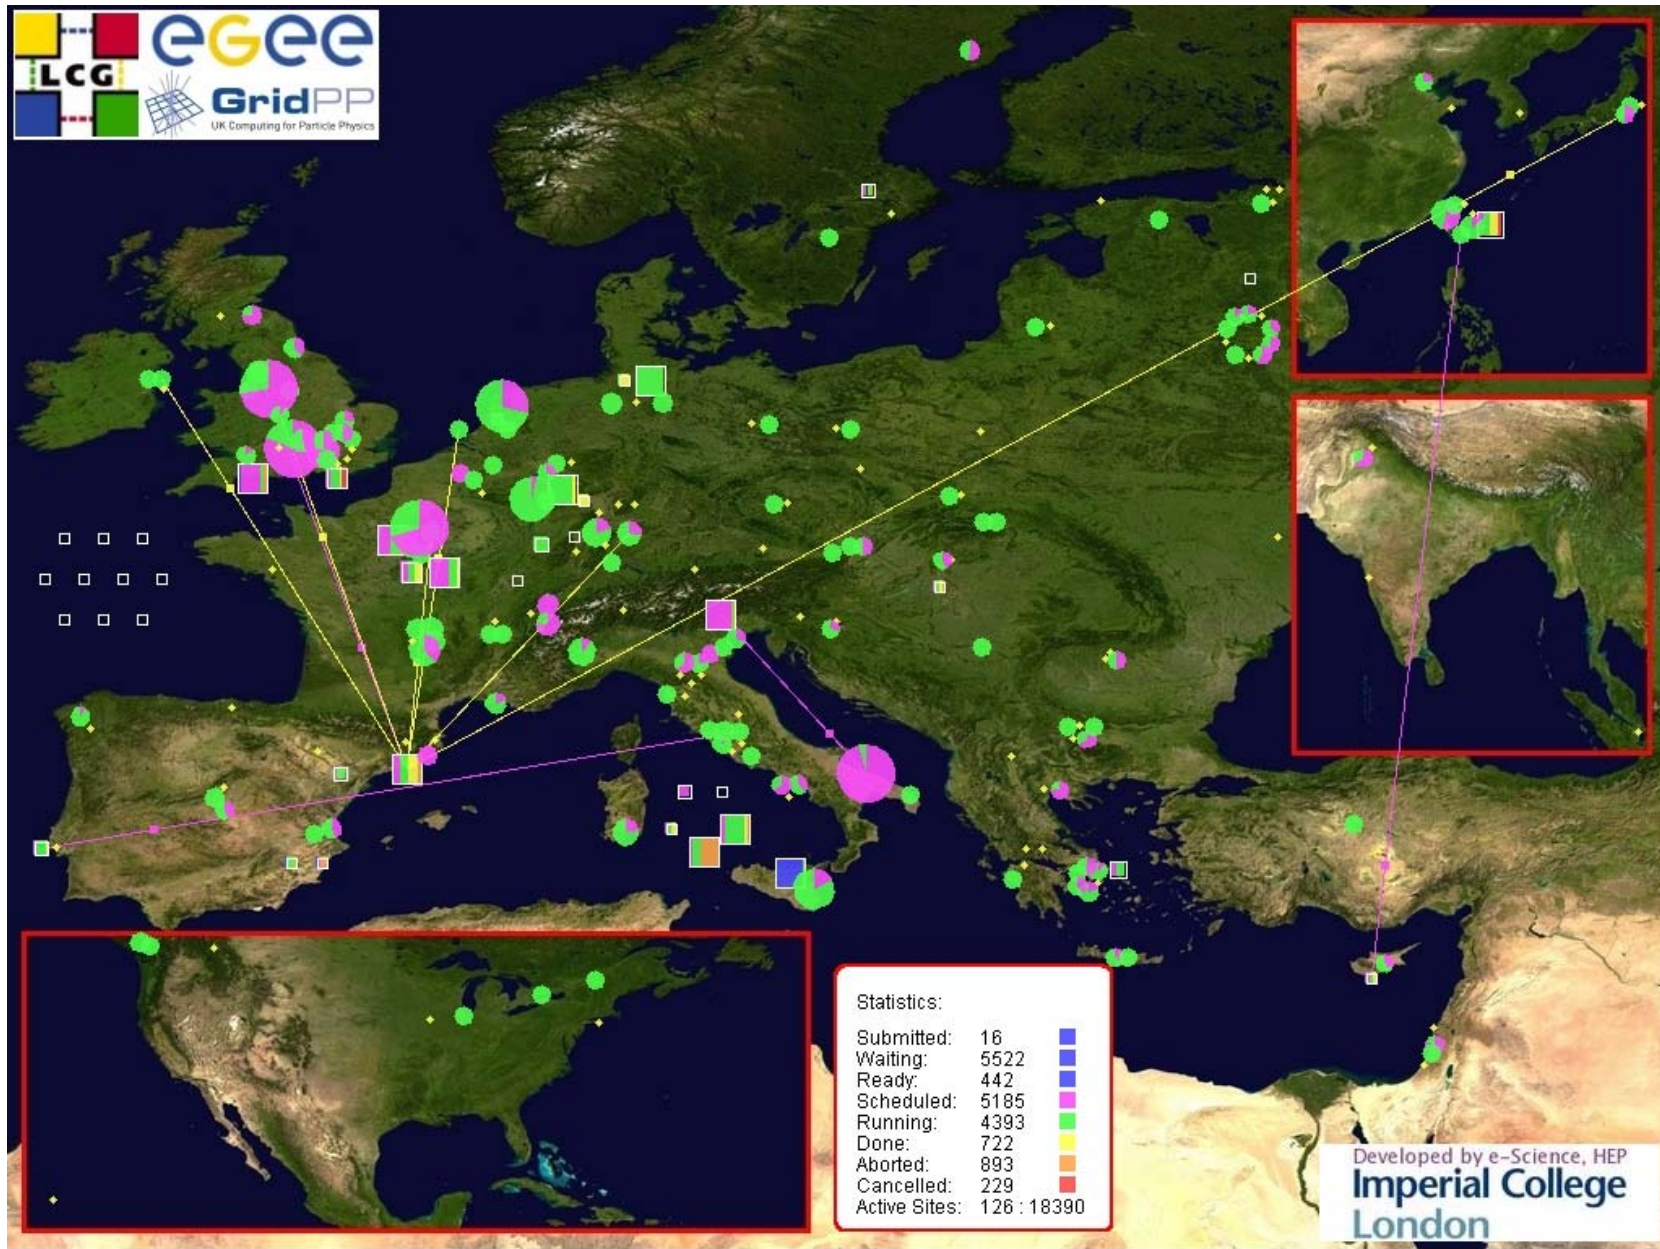 LCG
eGee
GridPP
UK Computing for Particle Physics
Statistics:
Submitted: 16
Waiting: 5522
Ready: 442
Scheduled: 5185
Running: 4393
Done: 722
Aborted: 893
Cancelled: 229
Active Sites: 126 : 18390
Developed by e-Science, HEP
Imperial College
London